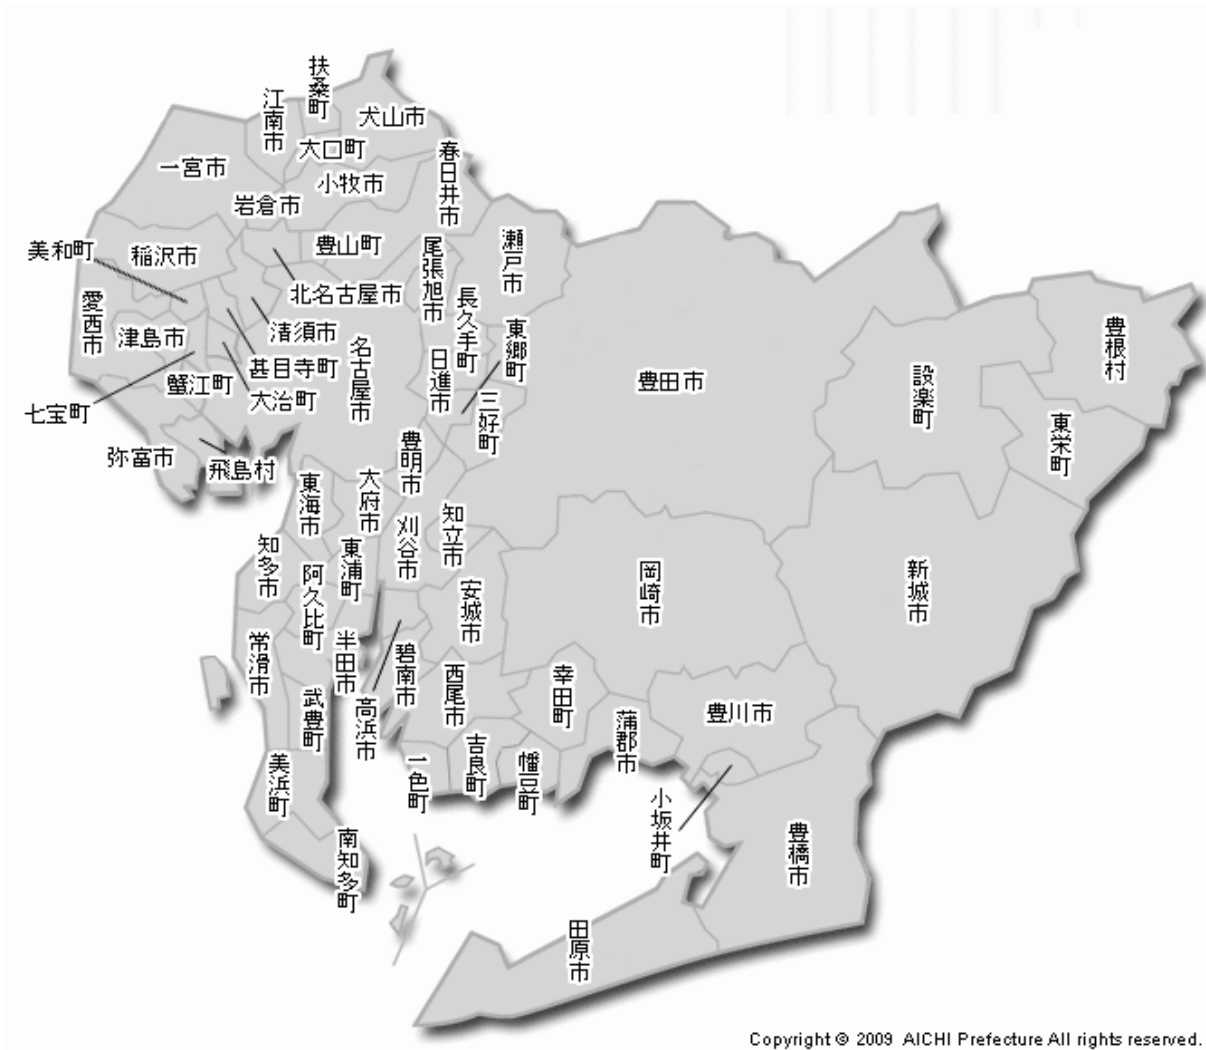 扶桑町
江南市
犬山市
大口町
春日井市
一宮市
小牧市
岩倉市
瀬戸市
美和町
稲沢市
豊山町
尾張旭市
北名古屋市
愛西市
長久手町
津島市
清須市
東郷町
豊根村
名古屋市
日進市
甚目寺町
豊田市
設楽町
蟹江町
大治町
七宝町
三好町
東栄町
豊明市
弥富市
飛島村
東海市
大府市
刈谷市
知立市
知多市
東浦町
阿久比町
岡崎市
新城市
安城市
常滑市
半田市
碧南市
西尾市
幸田町
武豊町
高浜市
蒲郡市
豊川市
美浜町
一色町
吉良町
幡豆町
小坂井町
南知多町
豊橋市
田原市
Copyright © 2009 AICHI Prefecture All rights reserved.